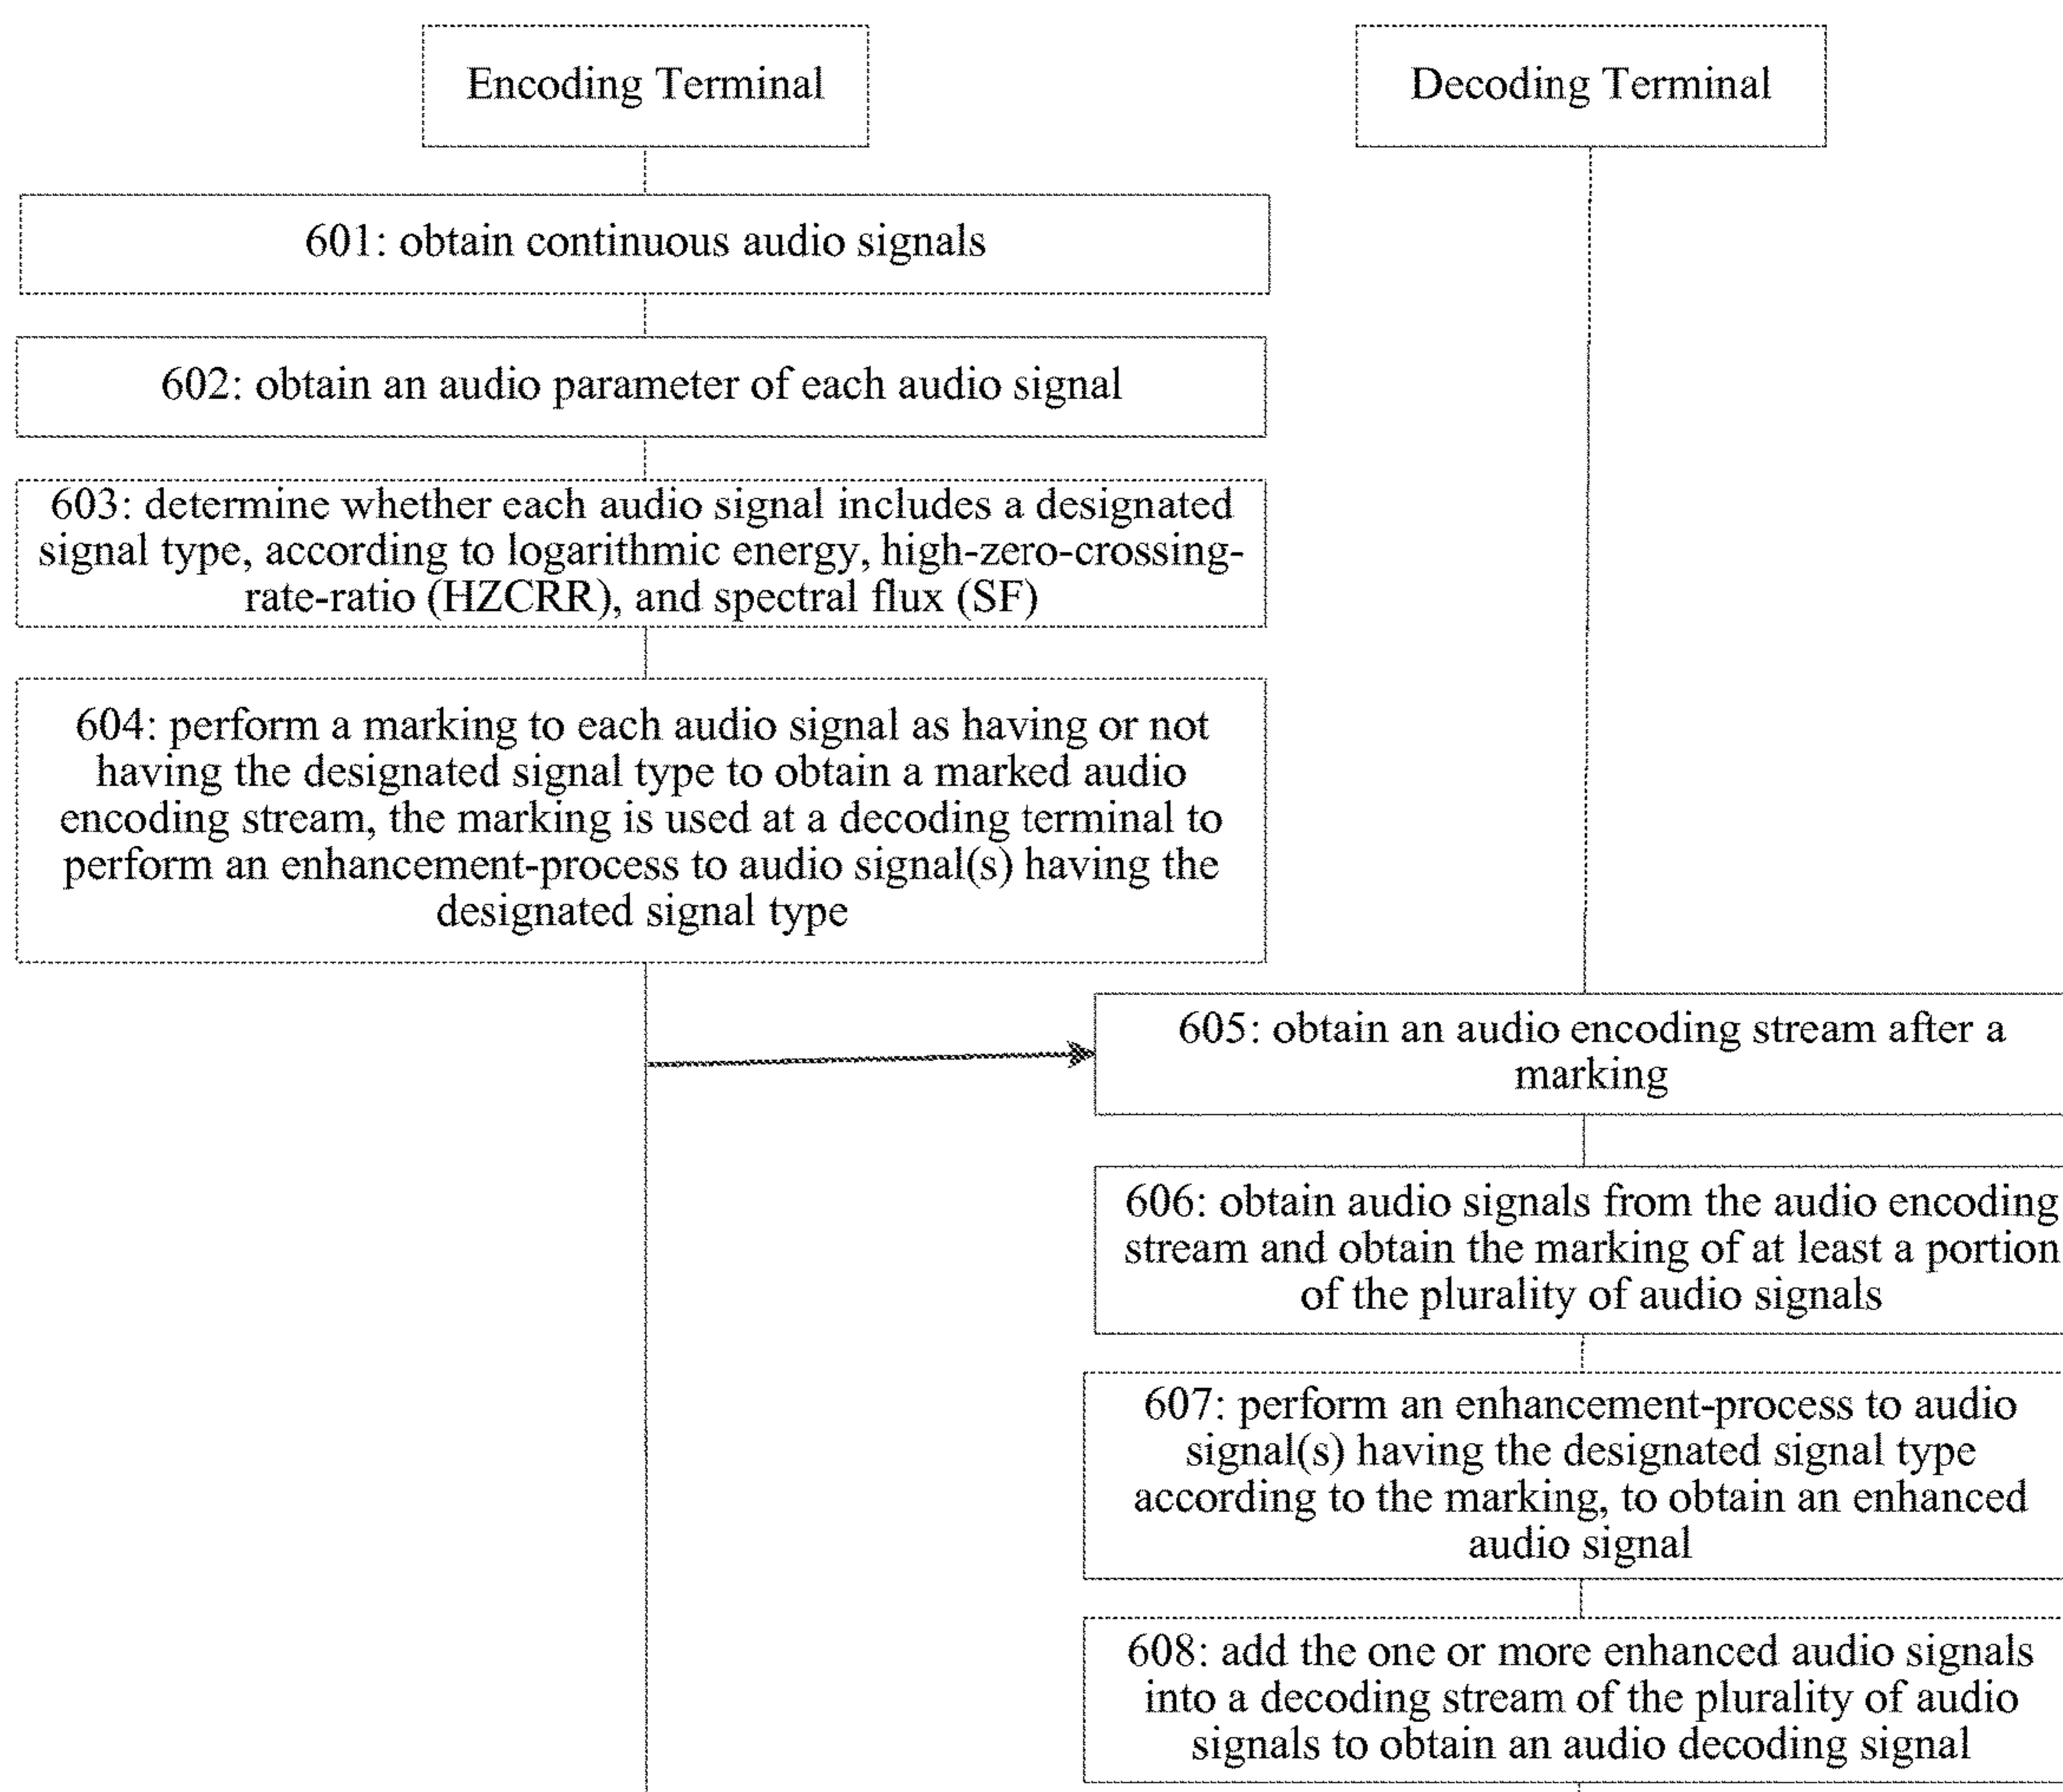 Encoding Terminal
Decoding Terminal
601: obtain continuous audio signals
602: obtain an audio parameter of each audio signal
603: determine whether each audio signal includes a designated
signal type, according to logarithmic energy, high-zero-crossing-
rate-ratio (HZCRR), and spectral flux (SF)
604: perform a marking to each audio signal as having or not
having the designated signal type to obtain a marked audio
encoding stream, the marking is used at a decoding terminal to
perform an enhancement-process to audio signal(s) having the
designated signal type
605: obtain an audio encoding stream after a
marking
606: obtain audio signals from the audio encoding
stream and obtain the marking of at least a portion
of the plurality of audio signals
607: perform an enhancement-process to audio
signal(s) having the designated signal type
according to the marking, to obtain an enhanced
audio signal
608: add the one or more enhanced audio signals
into a decoding stream of the plurality of audio
signals to obtain an audio decoding signal